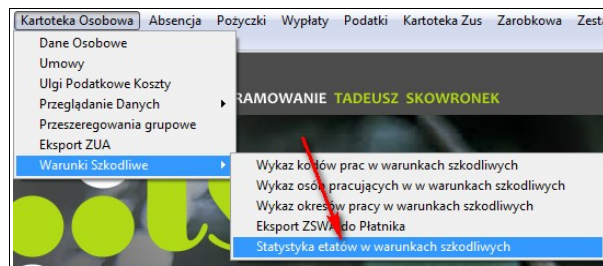 Kartoteka Osobowa Absencja Pożyczki Wypłaty Podatki Kartoteka Zus Zarobkowa
Dane Osobowe
Umowy
Ulgi Podatkowe Koszty
Przeglądanie Danych
Przeszeregowania grupowe
Eksport ZUA
Warunki Szkodliwe
RAMOWANIE TADEUSZ SKOWRONEK
Wykaz kodów prac w warunkach szkodliwych
Wykaz osób pracujących w w warunkach szkodliwych
Wykaz okresów pracy w warunkach szkodliwych
Eksport ZSWA do Płatnika
Statystyka etatów w warunkach szkodliwych